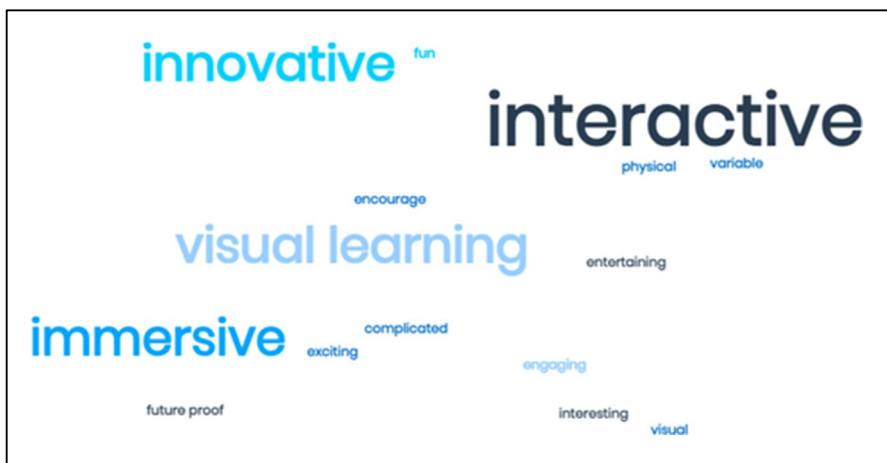 innovative
fun
interactive
physical
variable
encourage
visual learning
entertaining
immersive
complicated
exciting
engaging
future proof
interesting
visual